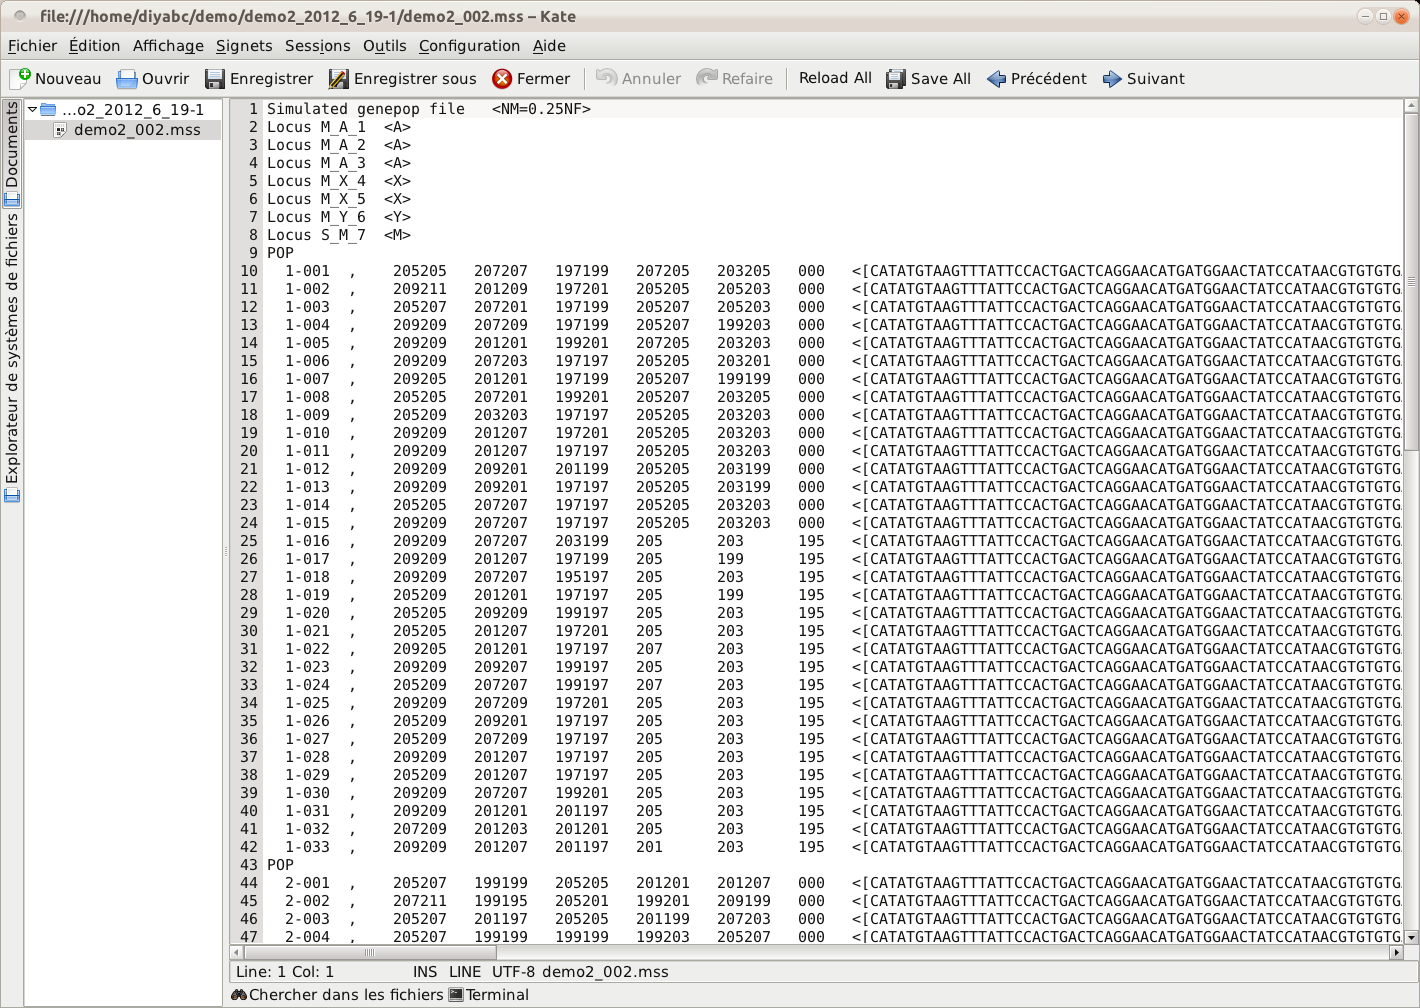 file:///home/diyabc/demo/demo2_2012_6_19-1/demo2_002.mss – Kate
Fichier Édition Affichage Signets Sessions Outils Configuration Aide
Nouveau Ouvrir Enregistrer Enregistrer sous Fermer Annuler Refaire Reload All Save All Précédent Suivant
Documents
Explorateur de systèmes de fichiers
...o2_2012_6_19-1
demo2_002.mss
1 Simulated genepop file <NM=0.25NF>
2 Locus M_A_1 <A>
3 Locus M_A_2 <A>
4 Locus M_A_3 <A>
5 Locus M_X_4 <X>
6 Locus M_X_5 <X>
7 Locus M_Y_6 <Y>
8 Locus S_M_7 <M>
9 POP
10 1-001 , 205205 207207 197199 207205 203205 000 <[CATATGTAAGTTTATTCCACTGACTCAGGAACATGATGGAACTATCCATAACGTGTGTG
11 1-002 , 209211 201209 197201 205205 205203 000 <[CATATGTAAGTTTATTCCACTGACTCAGGAACATGATGGAACTATCCATAACGTGTGTG
12 1-003 , 205207 207201 197199 205207 205203 000 <[CATATGTAAGTTTATTCCACTGACTCAGGAACATGATGGAACTATCCATAACGTGTGTG
13 1-004 , 209209 207209 197199 205207 199203 000 <[CATATGTAAGTTTATTCCACTGACTCAGGAACATGATGGAACTATCCATAACGTGTGTG
14 1-005 , 209209 201201 199201 207205 203203 000 <[CATATGTAAGTTTATTCCACTGACTCAGGAACATGATGGAACTATCCATAACGTGTGTG
15 1-006 , 209209 207203 197197 205205 203201 000 <[CATATGTAAGTTTATTCCACTGACTCAGGAACATGATGGAACTATCCATAACGTGTGTG
16 1-007 , 209205 201201 197199 205207 199199 000 <[CATATGTAAGTTTATTCCACTGACTCAGGAACATGATGGAACTATCCATAACGTGTGTG
17 1-008 , 205205 207201 199201 205207 203205 000 <[CATATGTAAGTTTATTCCACTGACTCAGGAACATGATGGAACTATCCATAACGTGTGTG
18 1-009 , 205209 203203 197197 205205 203203 000 <[CATATGTAAGTTTATTCCACTGACTCAGGAACATGATGGAACTATCCATAACGTGTGTG
19 1-010 , 209209 201207 197201 205205 203203 000 <[CATATGTAAGTTTATTCCACTGACTCAGGAACATGATGGAACTATCCATAACGTGTGTG
20 1-011 , 209209 201207 197197 205205 203203 000 <[CATATGTAAGTTTATTCCACTGACTCAGGAACATGATGGAACTATCCATAACGTGTGTG
21 1-012 , 209209 209201 201199 205205 203199 000 <[CATATGTAAGTTTATTCCACTGACTCAGGAACATGATGGAACTATCCATAACGTGTGTG
22 1-013 , 209209 209201 197197 205205 203199 000 <[CATATGTAAGTTTATTCCACTGACTCAGGAACATGATGGAACTATCCATAACGTGTGTG
23 1-014 , 205205 207207 197197 205205 203203 000 <[CATATGTAAGTTTATTCCACTGACTCAGGAACATGATGGAACTATCCATAACGTGTGTG
24 1-015 , 209209 207207 197197 205205 203203 000 <[CATATGTAAGTTTATTCCACTGACTCAGGAACATGATGGAACTATCCATAACGTGTGTG
25 1-016 , 209209 207207 203199 205 203 195 <[CATATGTAAGTTTATTCCACTGACTCAGGAACATGATGGAACTATCCATAACGTGTGTG
26 1-017 , 209209 201207 197199 205 199 195 <[CATATGTAAGTTTATTCCACTGACTCAGGAACATGATGGAACTATCCATAACGTGTGTG
27 1-018 , 209209 207207 195197 205 203 195 <[CATATGTAAGTTTATTCCACTGACTCAGGAACATGATGGAACTATCCATAACGTGTGTG
28 1-019 , 205209 201201 197197 205 199 195 <[CATATGTAAGTTTATTCCACTGACTCAGGAACATGATGGAACTATCCATAACGTGTGTG
29 1-020 , 205205 209209 199197 205 203 195 <[CATATGTAAGTTTATTCCACTGACTCAGGAACATGATGGAACTATCCATAACGTGTGTG
30 1-021 , 205205 201207 197201 205 203 195 <[CATATGTAAGTTTATTCCACTGACTCAGGAACATGATGGAACTATCCATAACGTGTGTG
31 1-022 , 209205 201201 197197 207 203 195 <[CATATGTAAGTTTATTCCACTGACTCAGGAACATGATGGAACTATCCATAACGTGTGTG
32 1-023 , 209209 209207 199197 205 203 195 <[CATATGTAAGTTTATTCCACTGACTCAGGAACATGATGGAACTATCCATAACGTGTGTG
33 1-024 , 205209 207207 199197 207 203 195 <[CATATGTAAGTTTATTCCACTGACTCAGGAACATGATGGAACTATCCATAACGTGTGTG
34 1-025 , 209209 207209 197201 205 203 195 <[CATATGTAAGTTTATTCCACTGACTCAGGAACATGATGGAACTATCCATAACGTGTGTG
35 1-026 , 205209 209201 197197 205 203 195 <[CATATGTAAGTTTATTCCACTGACTCAGGAACATGATGGAACTATCCATAACGTGTGTG
36 1-027 , 205209 207209 197197 205 203 195 <[CATATGTAAGTTTATTCCACTGACTCAGGAACATGATGGAACTATCCATAACGTGTGTG
37 1-028 , 209209 201207 197197 205 203 195 <[CATATGTAAGTTTATTCCACTGACTCAGGAACATGATGGAACTATCCATAACGTGTGTG
38 1-029 , 205209 201207 197197 205 203 195 <[CATATGTAAGTTTATTCCACTGACTCAGGAACATGATGGAACTATCCATAACGTGTGTG
39 1-030 , 209209 207207 199201 205 203 195 <[CATATGTAAGTTTATTCCACTGACTCAGGAACATGATGGAACTATCCATAACGTGTGTG
40 1-031 , 209209 201201 201197 205 203 195 <[CATATGTAAGTTTATTCCACTGACTCAGGAACATGATGGAACTATCCATAACGTGTGTG
41 1-032 , 207209 201203 201201 205 203 195 <[CATATGTAAGTTTATTCCACTGACTCAGGAACATGATGGAACTATCCATAACGTGTGTG
42 1-033 , 209209 201207 201197 201 203 195 <[CATATGTAAGTTTATTCCACTGACTCAGGAACATGATGGAACTATCCATAACGTGTGTG
43 POP
44 2-001 , 205207 199199 205205 201201 201207 000 <[CATATGTAAGTTTATTCCACTGACTCAGGAACATGATGGAACTATCCATAACGTGTGTG
45 2-002 , 207211 199195 205201 199201 209199 000 <[CATATGTAAGTTTATTCCACTGACTCAGGAACATGATGGAACTATCCATAACGTGTGTG
46 2-003 , 205207 201197 205205 201199 207203 000 <[CATATGTAAGTTTATTCCACTGACTCAGGAACATGATGGAACTATCCATAACGTGTGTG
47 2-004 , 205207 199199 199199 199203 205207 000 <[CATATGTAAGTTTATTCCACTGACTCAGGAACATGATGGAACTATCCATAACGTGTGTG
Line: 1 Col: 1 INS LINE UTF-8 demo2_002.mss
Chercher dans les fichiers Terminal